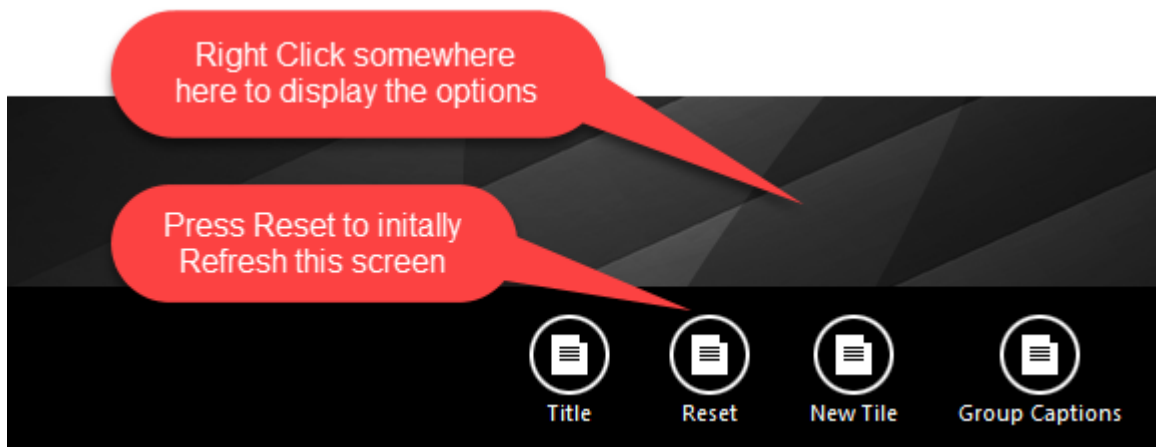 Right Click somewhere
here to display the options
Press Reset to initally
Refresh this screen
Title
Reset
New Tile
Group Captions